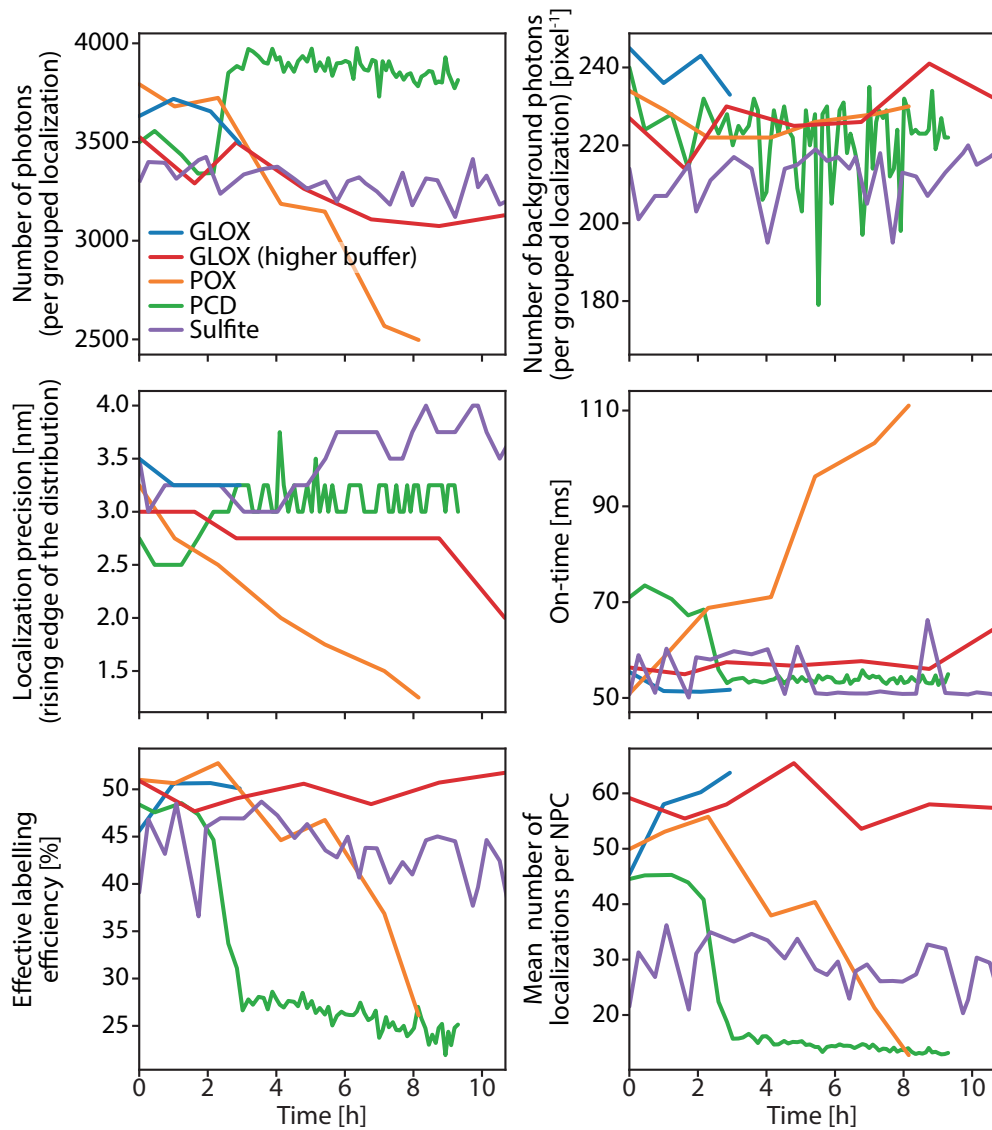 Number of photons
(per grouped localization)
4000
3500
3000
2500
GLOX
GLOX (higher buffer)
POX
PCD
Sulfite
Number of background photons
(per grouped localization) [pixel⁻¹]
240
220
200
180
Localization precision [nm]
(rising edge of the distribution)
4.0
3.5
3.0
2.5
2.0
1.5
On-time [ms]
110
90
70
50
Effective labelling
efficiency [%]
50
45
40
35
30
25
0 2 4 6 8 10
Time [h]
Mean number of
localizations per NPC
60
50
40
30
20
0 2 4 6 8 10
Time [h]